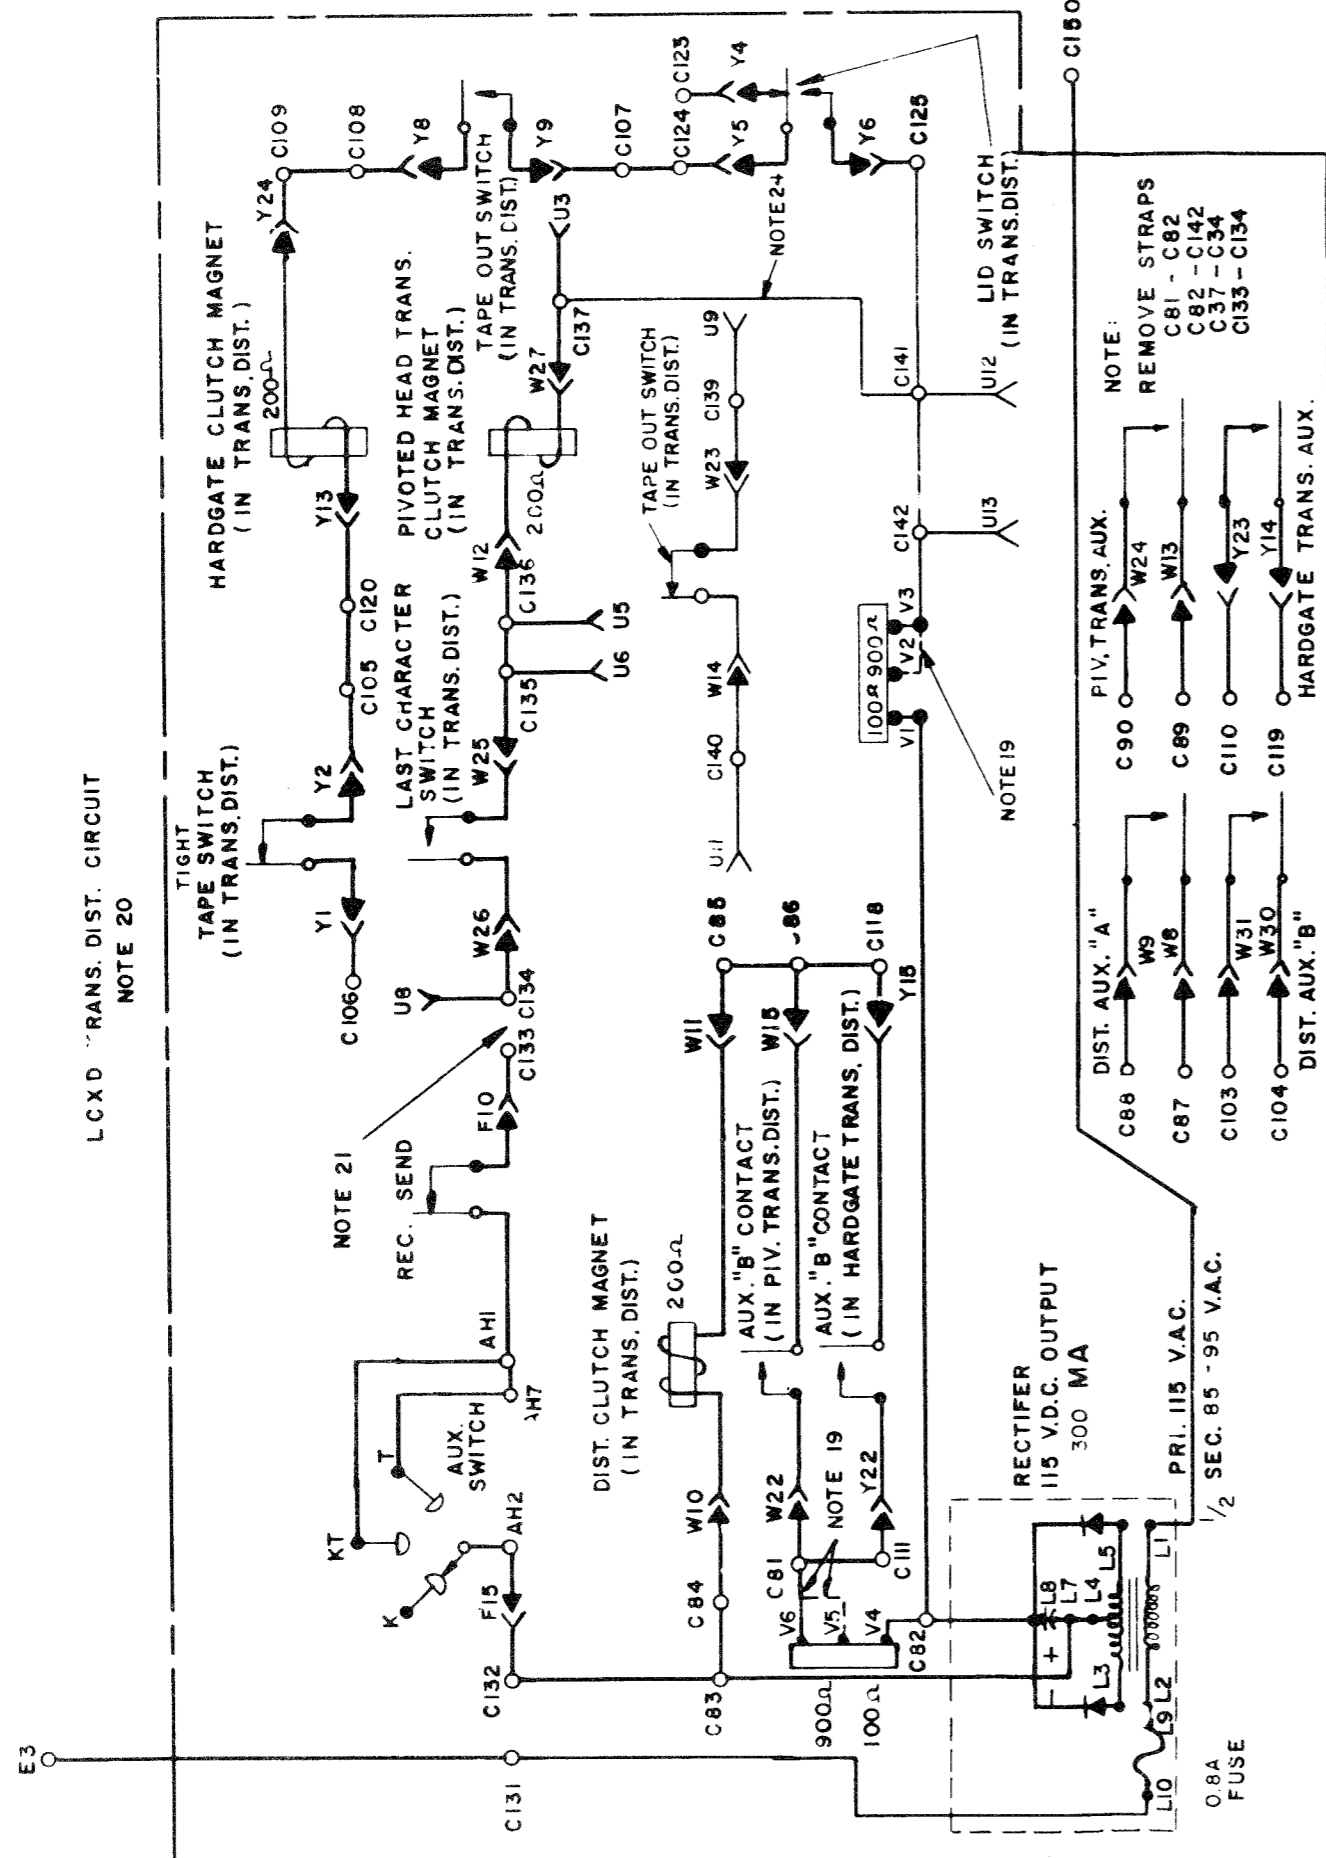 LCXD TRANS. DIST. CIRCUIT
NOTE 20
E3
C131
TIGHT
TAPE SWITCH
(IN TRANS. DIST.)
C106
Y1
Y2
C105
C120
Y13
200Ω
HARDGATE CLUTCH MAGNET
(IN TRANS. DIST.)
Y24
C109
C108
Y8
TAPE OUT SWITCH
(IN TRANS. DIST.)
Y9
C107
C124
C123
Y4
Y5
Y6
C125
LID SWITCH
(IN TRANS. DIST.)
C150
KT
T
K
AUX.
SWITCH
AH1
AH7
AH2
F15
C132
REC. SEND
NOTE 21
F10
C133
C134
U8
W26
LAST CHARACTER
SWITCH
(IN TRANS. DIST.)
W25
C135
C136
U6
U5
W12
200Ω
PIVOTED HEAD TRANS.
CLUTCH MAGNET
(IN TRANS. DIST.)
W27
C137
U3
NOTE 24
U11
C140
W14
TAPE OUT SWITCH
(IN TRANS. DIST.)
W23
C139
U9
DIST. CLUTCH MAGNET
(IN TRANS. DIST.)
200Ω
C83
C84
W10
W11
C85
AUX. "B" CONTACT
(IN PIV. TRANS. DIST.)
C81
W22
W15
-86
AUX. "B" CONTACT
(IN HARDGATE TRANS. DIST.)
C111
Y22
Y15
C118
NOTE 19
V6
V5
V4
900Ω
100Ω
C82
100Ω 900Ω
V1
V2
V3
NOTE 19
C142
U13
C141
U12
RECTIFER
115 V.D.C. OUTPUT
300 MA
+
−
L8
L7
L4
L3
L5
L1
L2
L9
L10
0.8A
FUSE
PRI. 115 V.A.C.
1/2 SEC. 85 - 95 V.A.C.
DIST. AUX. "A"
C88
W9
C87
W8
C103
W31
C104
W30
DIST. AUX. "B"
PIV. TRANS. AUX.
C90
W24
C89
W13
C110
Y23
C119
Y14
HARDGATE TRANS. AUX.
NOTE:
REMOVE STRAPS
C81 - C82
C82 - C142
C37 - C34
C133 - C134